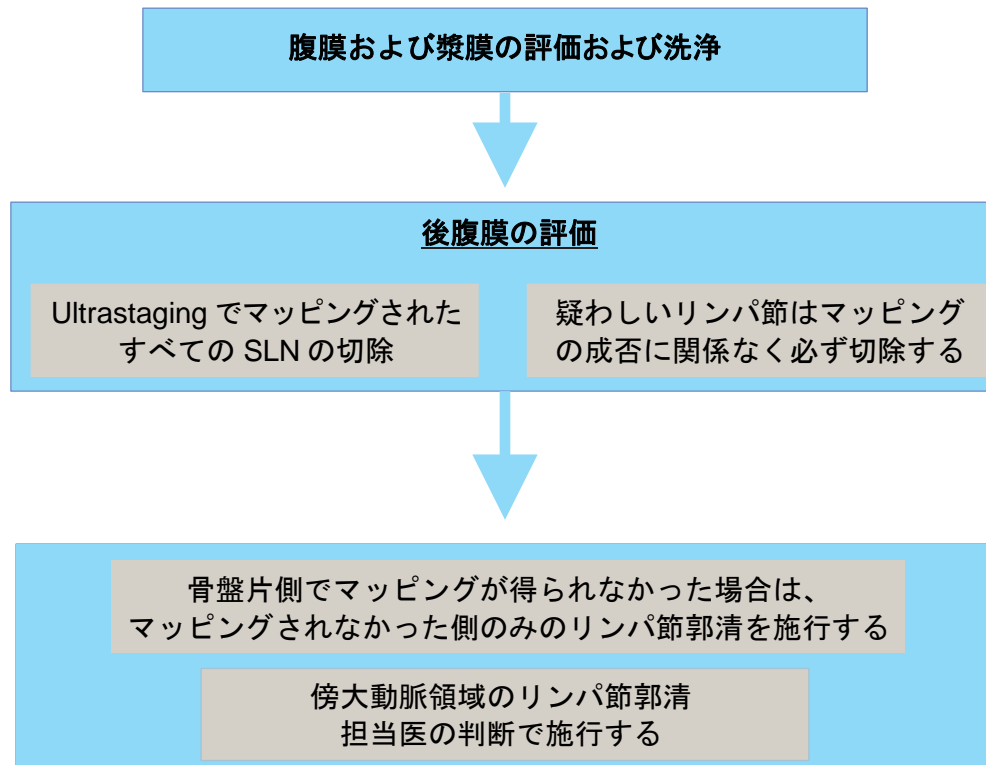 腹膜および漿膜の評価および洗浄
後腹膜の評価
Ultrastaging でマッピングされた
すべての SLN の切除
疑わしいリンパ節はマッピング
の成否に関係なく必ず切除する
骨盤片側でマッピングが得られなかった場合は、
マッピングされなかった側のみのリンパ節郭清を施行する
傍大動脈領域のリンパ節郭清
担当医の判断で施行する